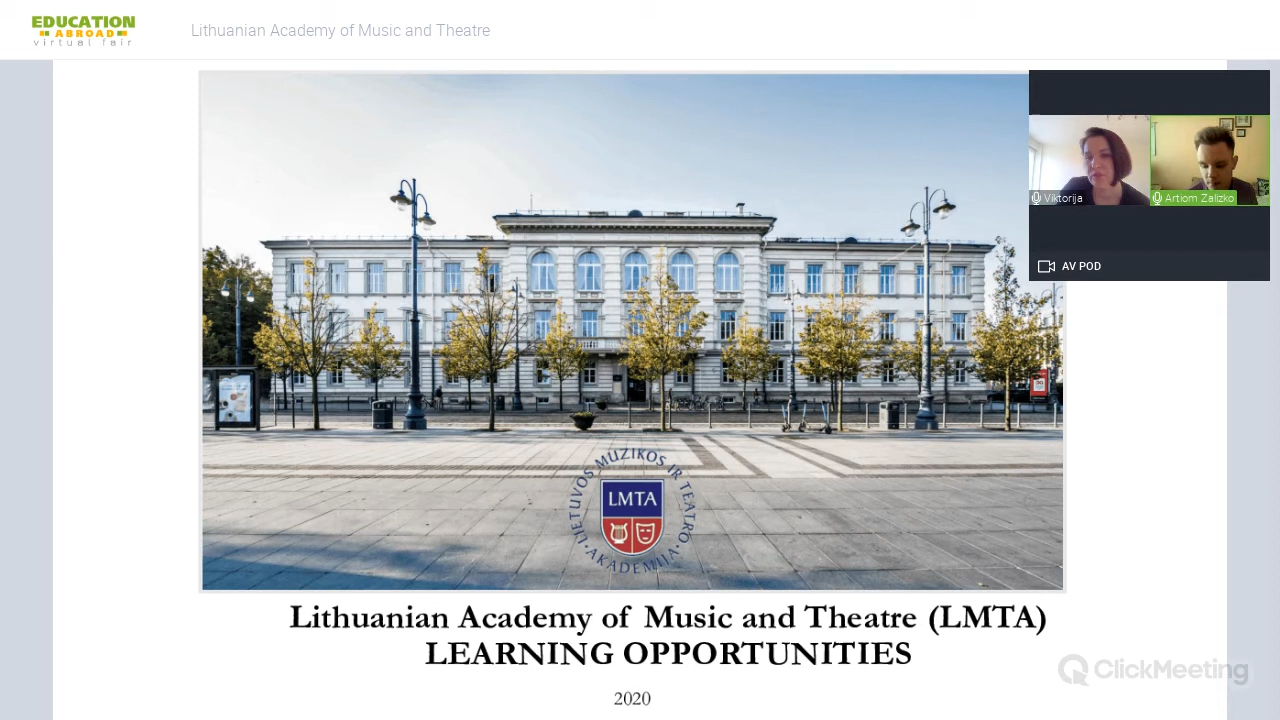 EDUCATION
ABROAD
virtual fair
Lithuanian Academy of Music and Theatre
Viktorija
Artiom Zalizko
AV POD
LIETUVOS MUZIKOS IR TEATRO
LMTA
• AKADEMIJA •
Lithuanian Academy of Music and Theatre (LMTA)
LEARNING OPPORTUNITIES
2020
ClickMeeting